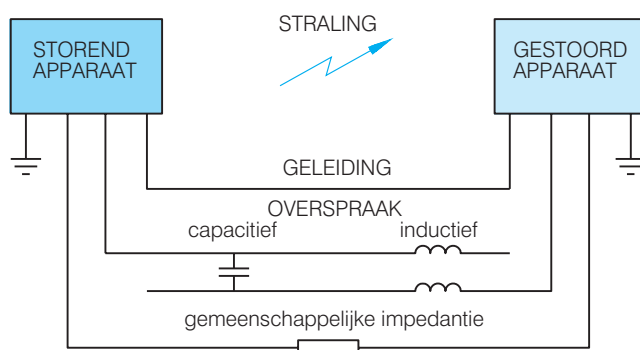 STRALING
STOREND
APPARAAT
GESTOORD
APPARAAT
GELEIDING
OVERSPRAAK
capacitief
inductief
gemeenschappelijke impedantie